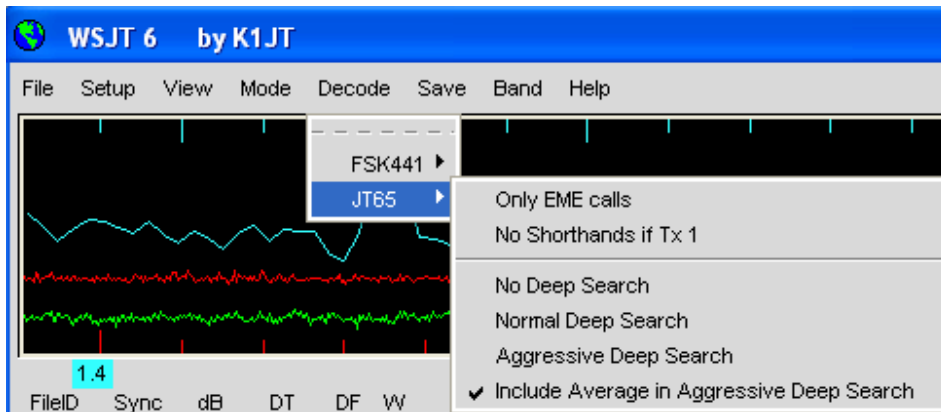 WSJT 6 by K1JT
File Setup View Mode Decode Save Band Help
FSK441
JT65
Only EME calls
No Shorthands if Tx 1
No Deep Search
Normal Deep Search
Aggressive Deep Search
Include Average in Aggressive Deep Search
1.4
FileID Sync dB DT DF W